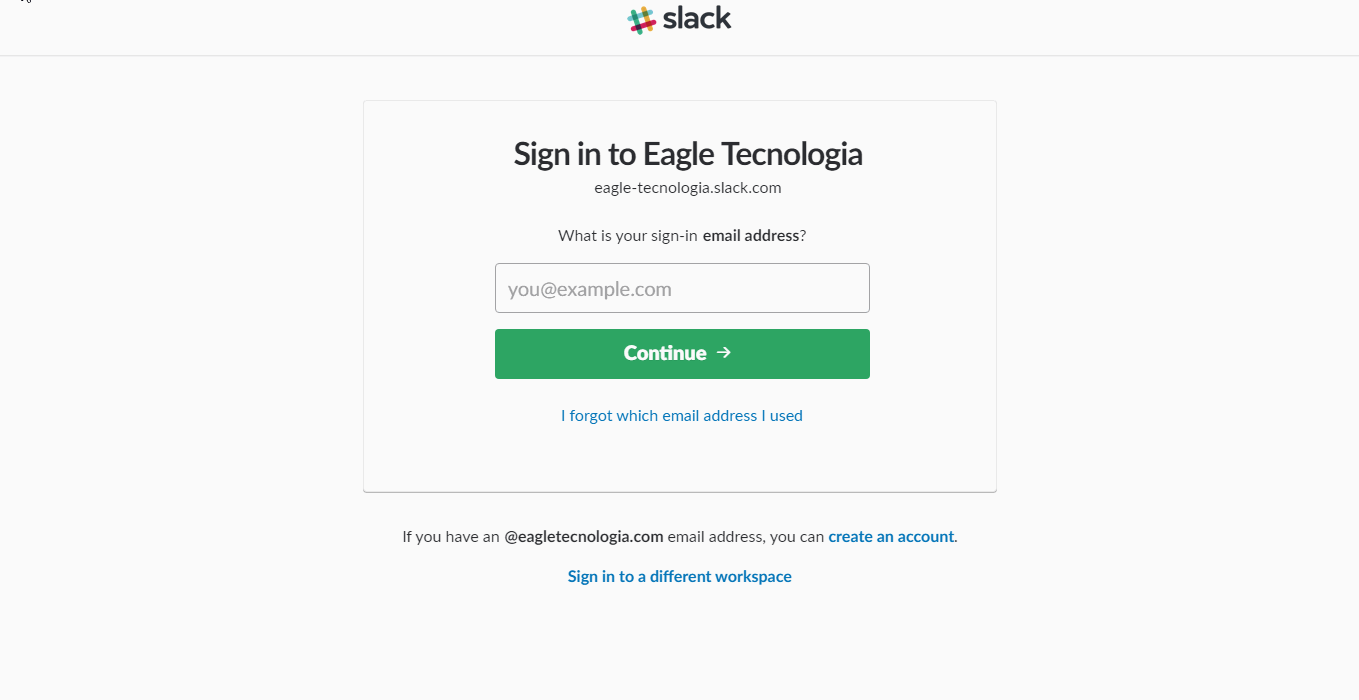 slack
Sign in to Eagle Tecnologia
eagle-tecnologia.slack.com
What is your sign-in email address?
you@example.com
Continue →
I forgot which email address I used
If you have an @eagletecnologia.com email address, you can create an account.
Sign in to a different workspace